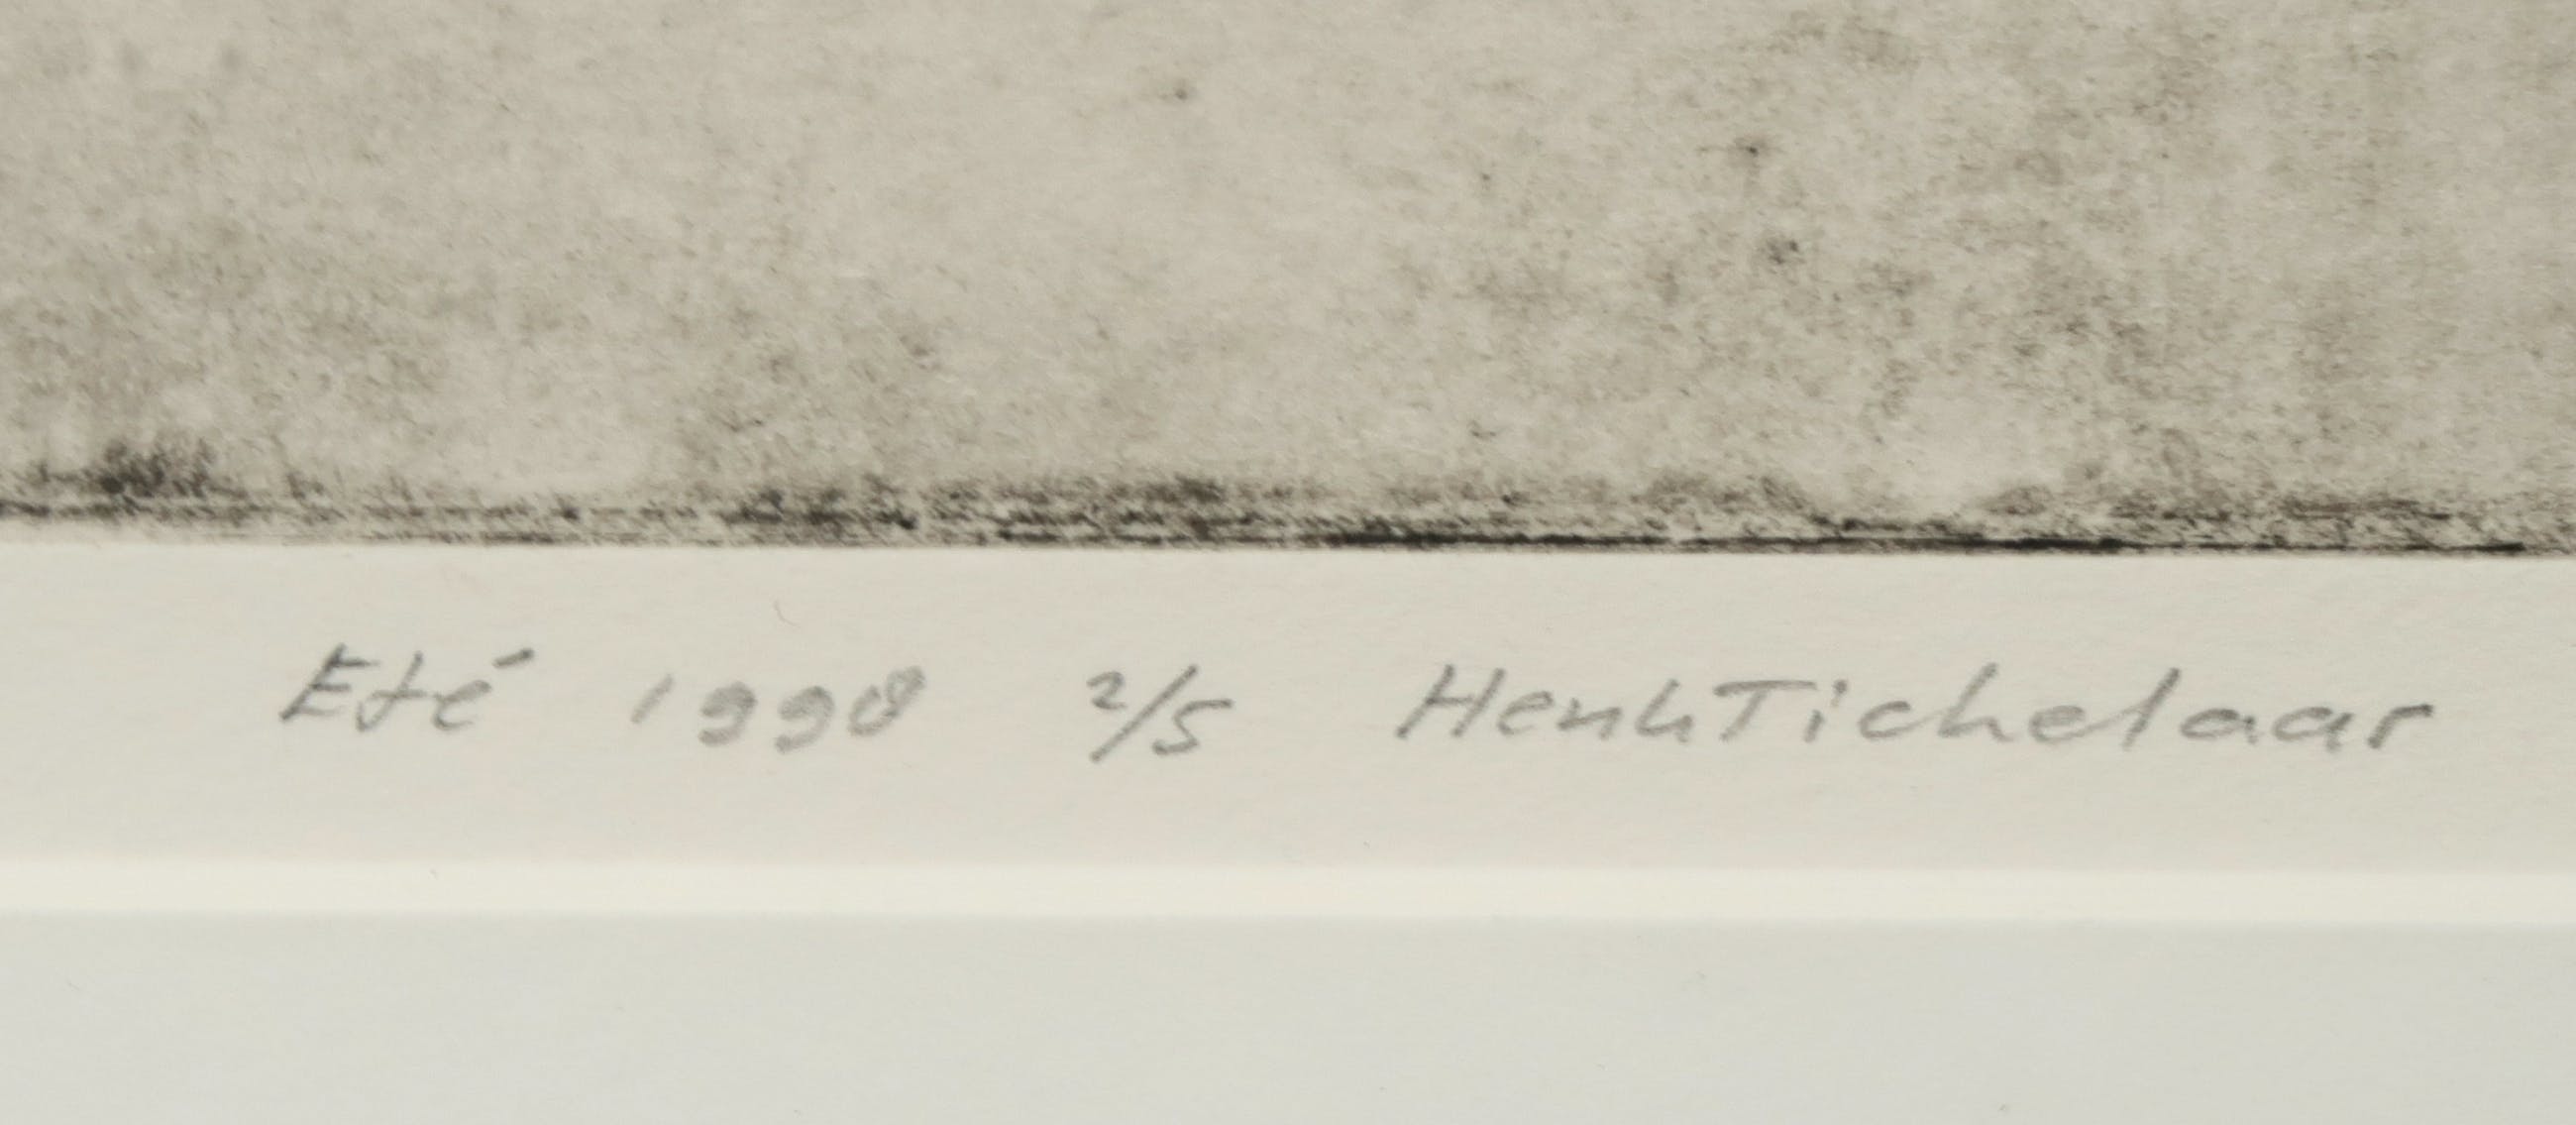 Eté 1998 2/5 Henk Tichelaar